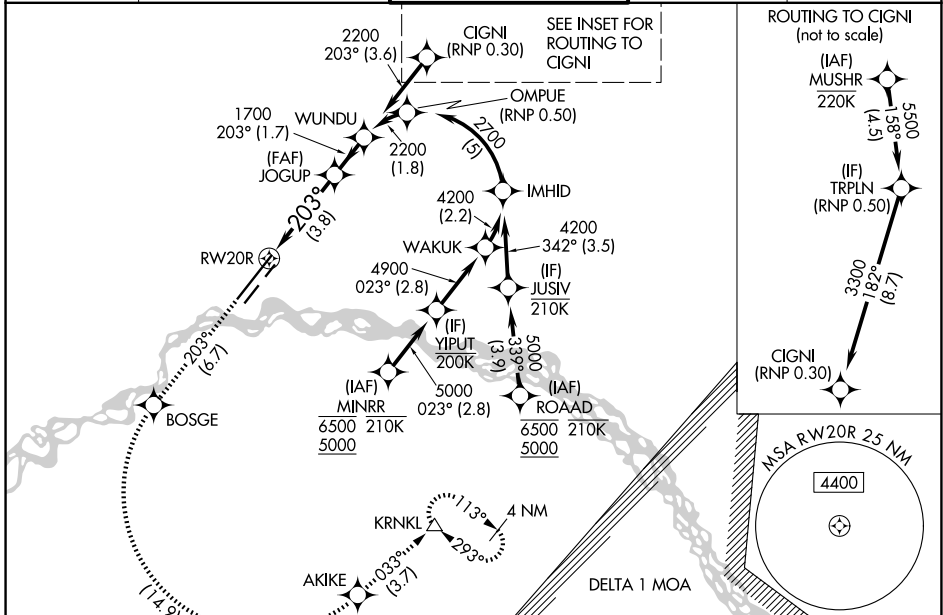 2200
203° (3.6)
CIGNI
(RNP 0.30)
SEE INSET FOR
ROUTING TO
CIGNI
OMPUE
(RNP 0.50)
1700
203° (1.7)
WUNDU
2200
(1.8)
2700
(5)
(FAF)
JOGUP
203°
(3.8)
IMHID
4200
(2.2)
WAKUK
4200
342° (3.5)
RW20R
4900
023° (2.8)
(IF)
JUSIV
210K
(IF)
YIPUT
200K
5000
339°
(3.9)
203°
(6.7)
5000
023° (2.8)
(IAF)
MINRR
6500 210K
5000
(IAF)
ROAAD
6500 210K
5000
BOSGE
KRNKL
113°
293°
4 NM
033°
(3.7)
AKIKE
(14.9)
DELTA 1 MOA
ROUTING TO CIGNI
(not to scale)
(IAF)
MUSHR
220K
5500
158°
(4.5)
(IF)
TRPLN
(RNP 0.50)
3300
182°
(8.7)
CIGNI
(RNP 0.30)
MSA RW20R 25 NM
4400